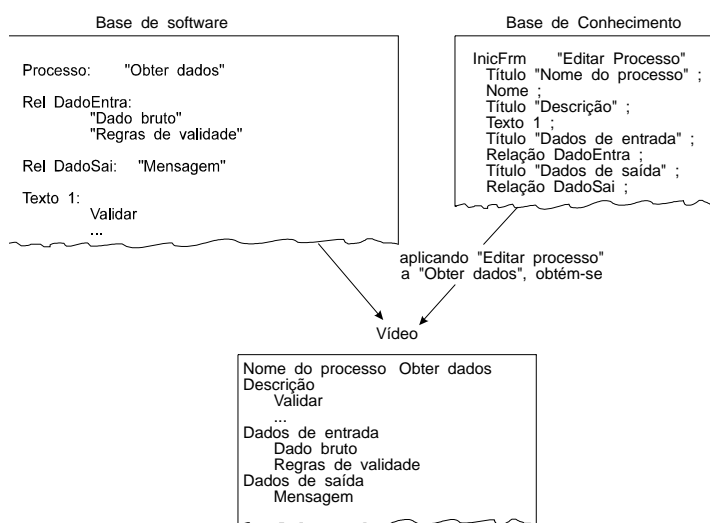 Base de software
Processo: "Obter dados"
Rel DadoEntra:
"Dado bruto"
"Regras de validade"
Rel DadoSai: "Mensagem"
Texto 1:
Validar
...
Base de Conhecimento
InicFrm "Editar Processo"
Título "Nome do processo" ;
Nome ;
Título "Descrição" ;
Texto 1 ;
Título "Dados de entrada" ;
Relação DadoEntra ;
Título "Dados de saída" ;
Relação DadoSai ;
aplicando "Editar processo"
a "Obter dados", obtém-se
Vídeo
Nome do processo Obter dados
Descrição
Validar
...
Dados de entrada
Dado bruto
Regras de validade
Dados de saída
Mensagem